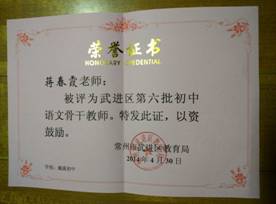 荣誉证书
HONORARY CREDENTIAL
蒋春霞老师:
被评为武进区第六批初中
语文骨干教师。特发此证，以资
鼓励。
常州市武进区教育局
2014年4月30日